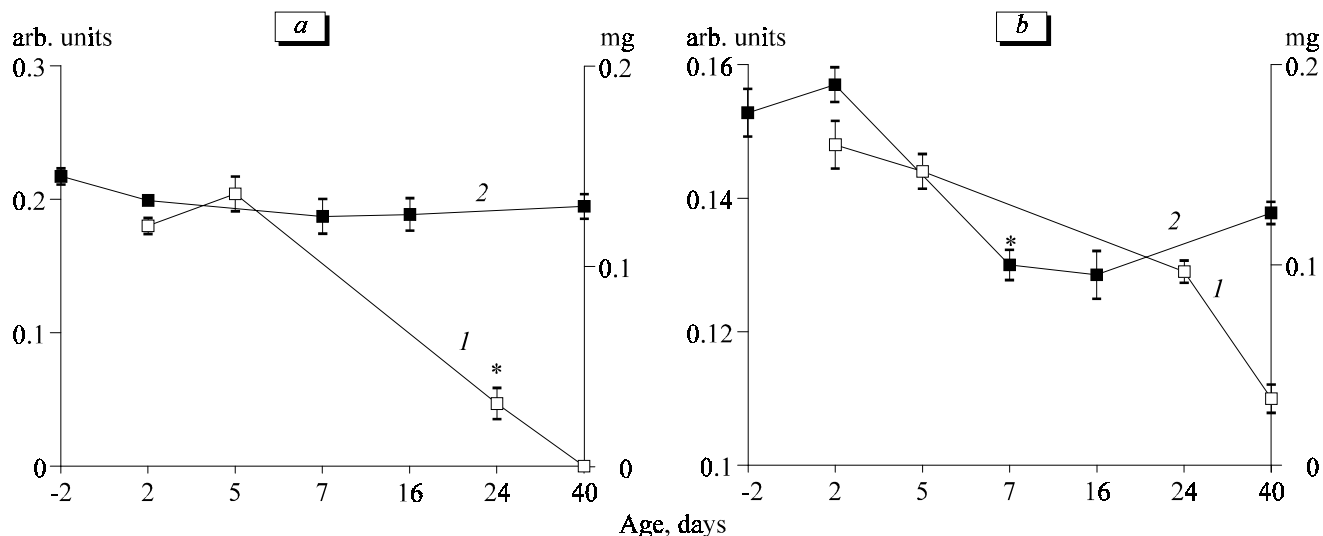 a b
arb. units mg arb. units mg
0.3 0.2 0.16 0.2
2 2
0.2 0.14
*
0.1 0.1
0.1 1 0.12 1
*
0 0 0.1 0
-2 2 5 7 16 24 40 -2 2 5 7 16 24 40
Age, days